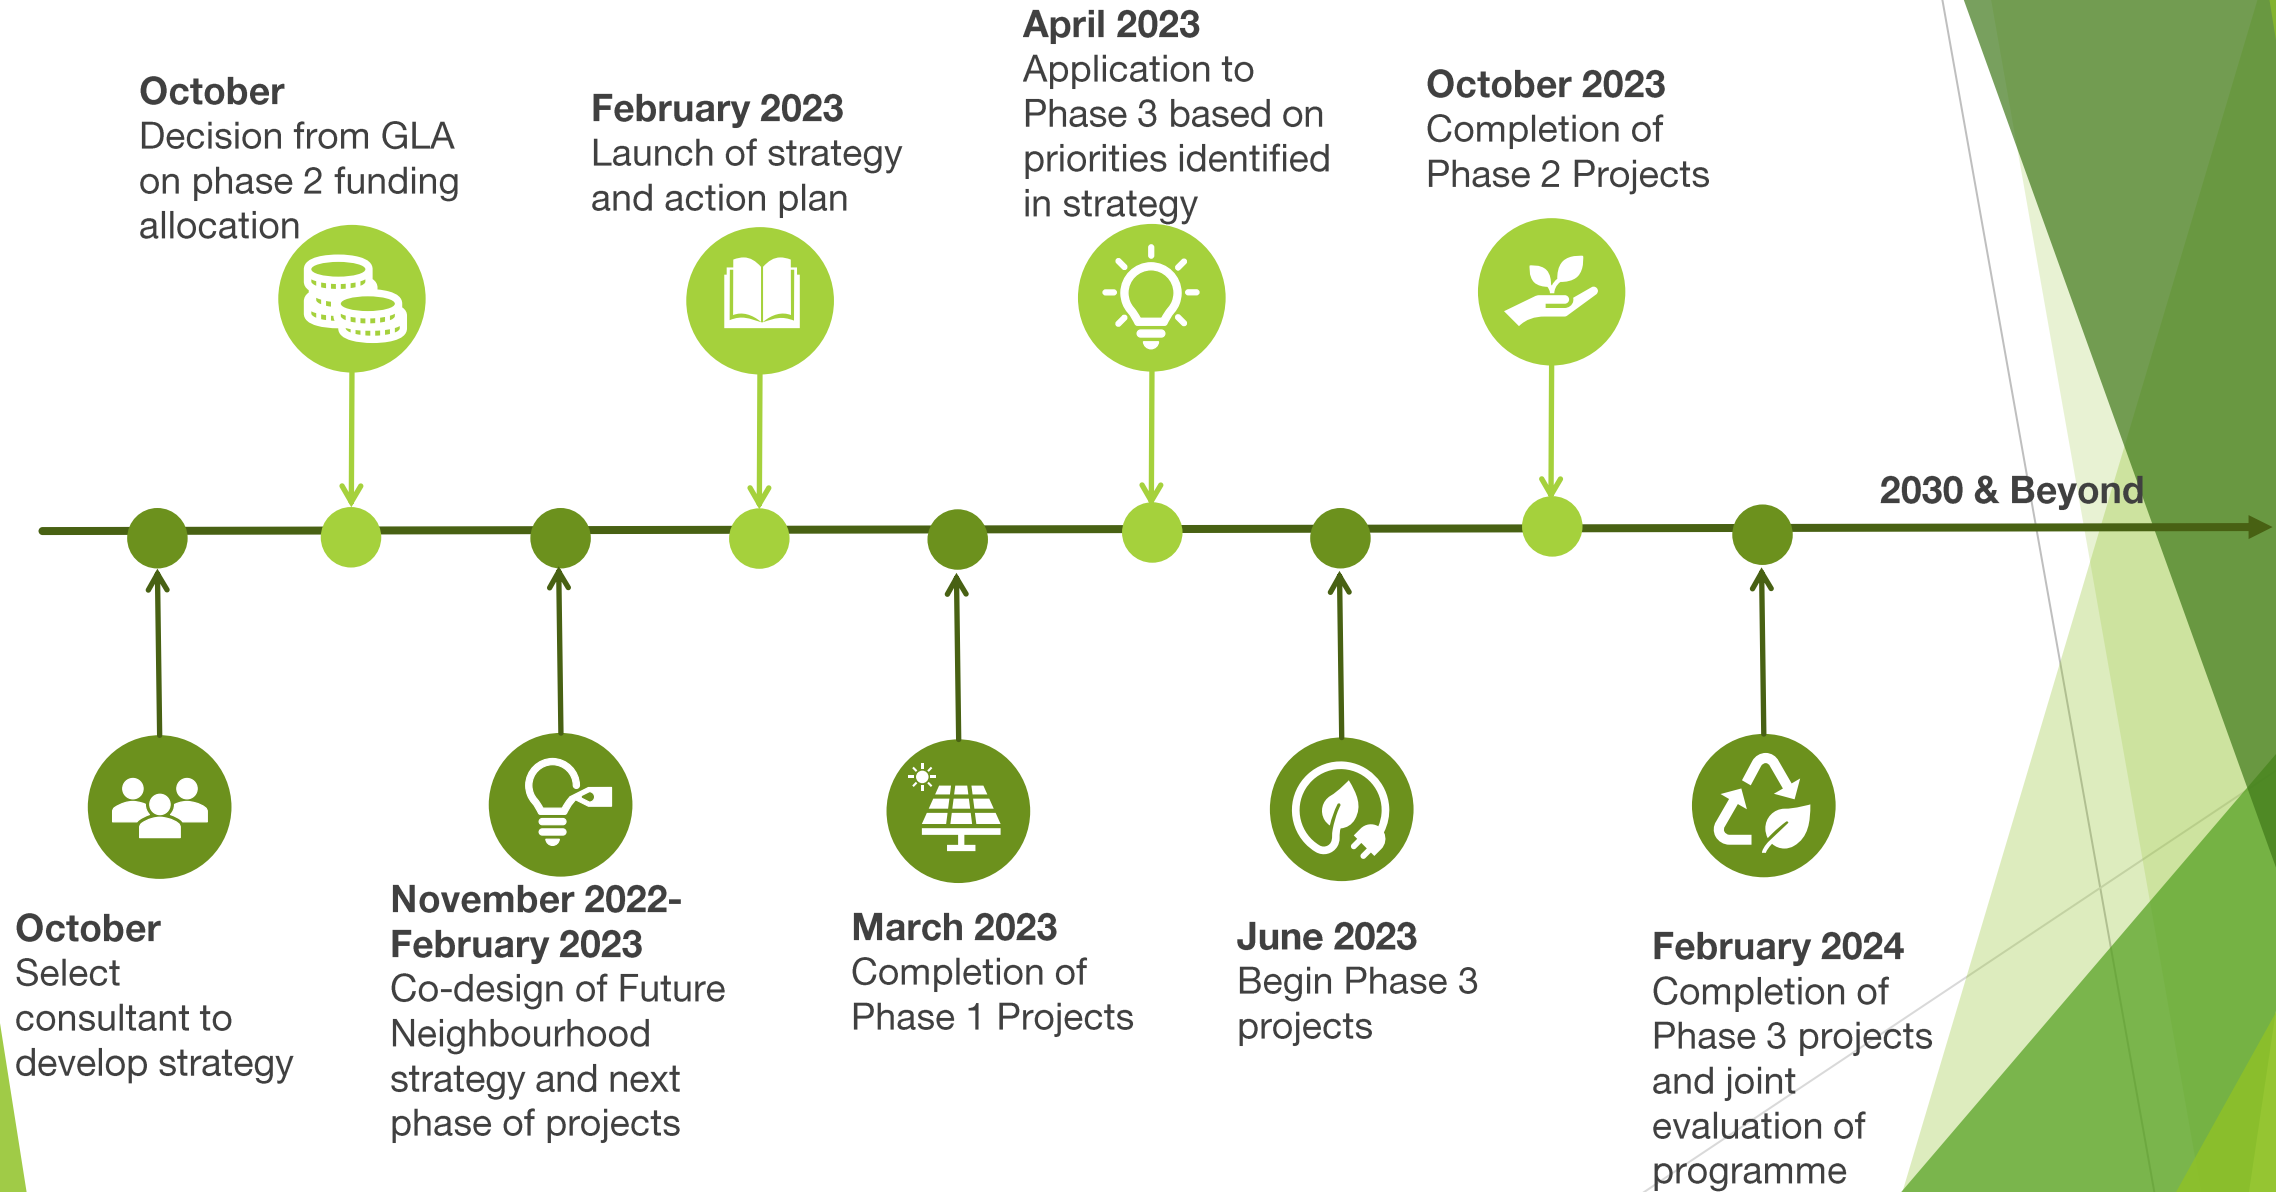 October
Decision from GLA
on phase 2 funding
allocation
February 2023
Launch of strategy
and action plan
April 2023
Application to
Phase 3 based on
priorities identified
in strategy
October 2023
Completion of
Phase 2 Projects
2030 & Beyond
October
Select
consultant to
develop strategy
November 2022-
February 2023
Co-design of Future
Neighbourhood
strategy and next
phase of projects
March 2023
Completion of
Phase 1 Projects
June 2023
Begin Phase 3
projects
February 2024
Completion of
Phase 3 projects
and joint
evaluation of
programme